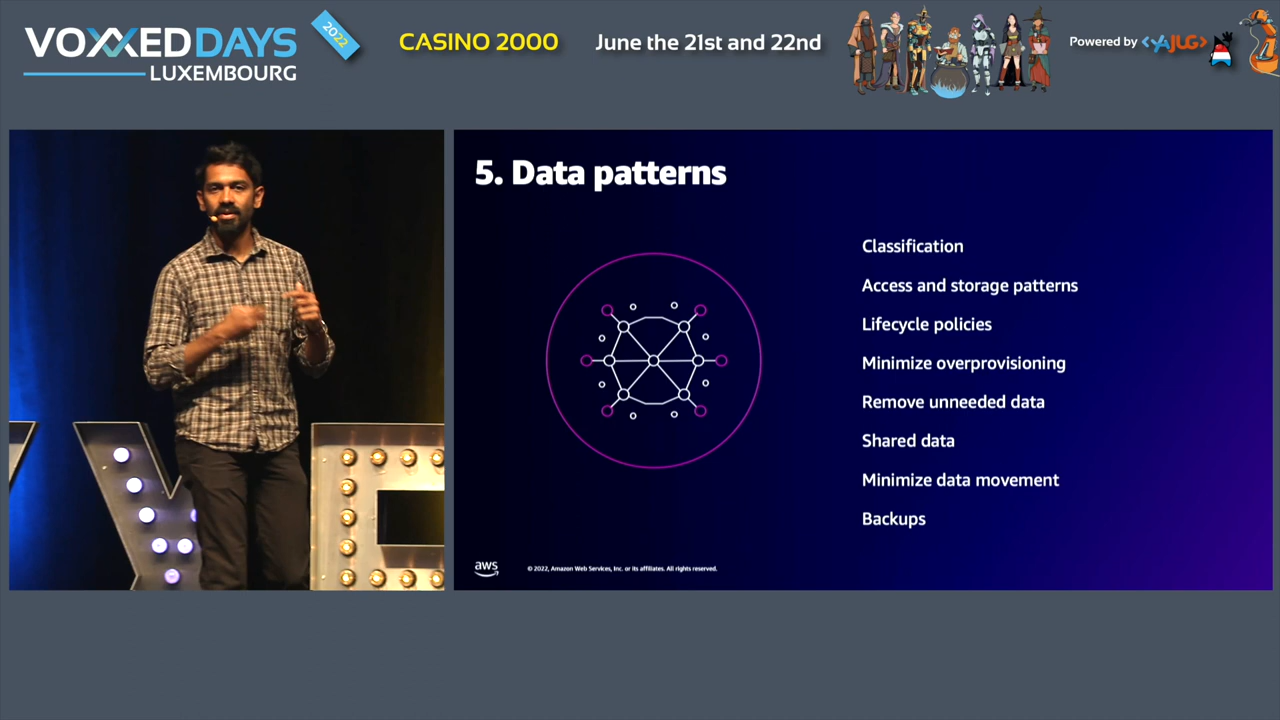 VOXXEDDAYS
LUXEMBOURG
2022
CASINO 2000
June the 21st and 22nd
Powered by <YAJUG>
5. Data patterns
Classification
Access and storage patterns
Lifecycle policies
Minimize overprovisioning
Remove unneeded data
Shared data
Minimize data movement
Backups
aws
© 2022, Amazon Web Services, Inc. or its affiliates. All rights reserved.